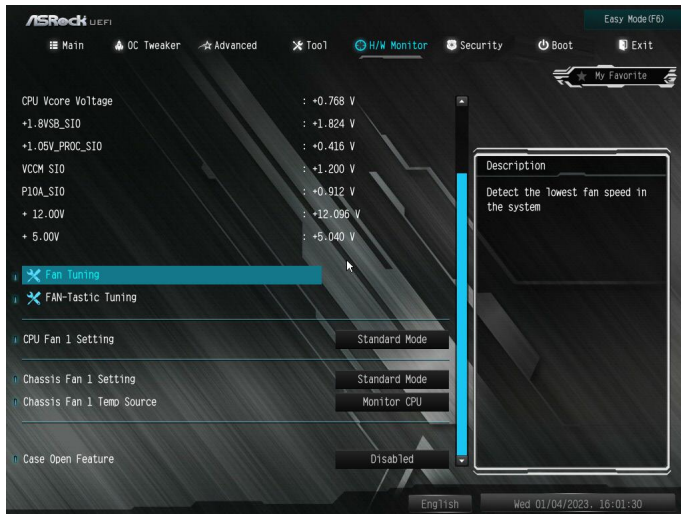 ASRock UEFI
Easy Mode(F6)
Main OC Tweaker Advanced Tool H/W Monitor Security Boot Exit
My Favorite
CPU Vcore Voltage : +0.768 V
+1.8VSB_SIO : +1.824 V
+1.05V_PROC_SIO : +0.416 V
VCCM SIO : +1.200 V
P10A_SIO : +0.912 V
+ 12.00V : +12.096 V
+ 5.00V : +5.040 V
Fan Tuning
FAN-Tastic Tuning
CPU Fan 1 Setting Standard Mode
Chassis Fan 1 Setting Standard Mode
Chassis Fan 1 Temp Source Monitor CPU
Case Open Feature Disabled
Description
Detect the lowest fan speed in
the system
English Wed 01/04/2023. 16:01:30